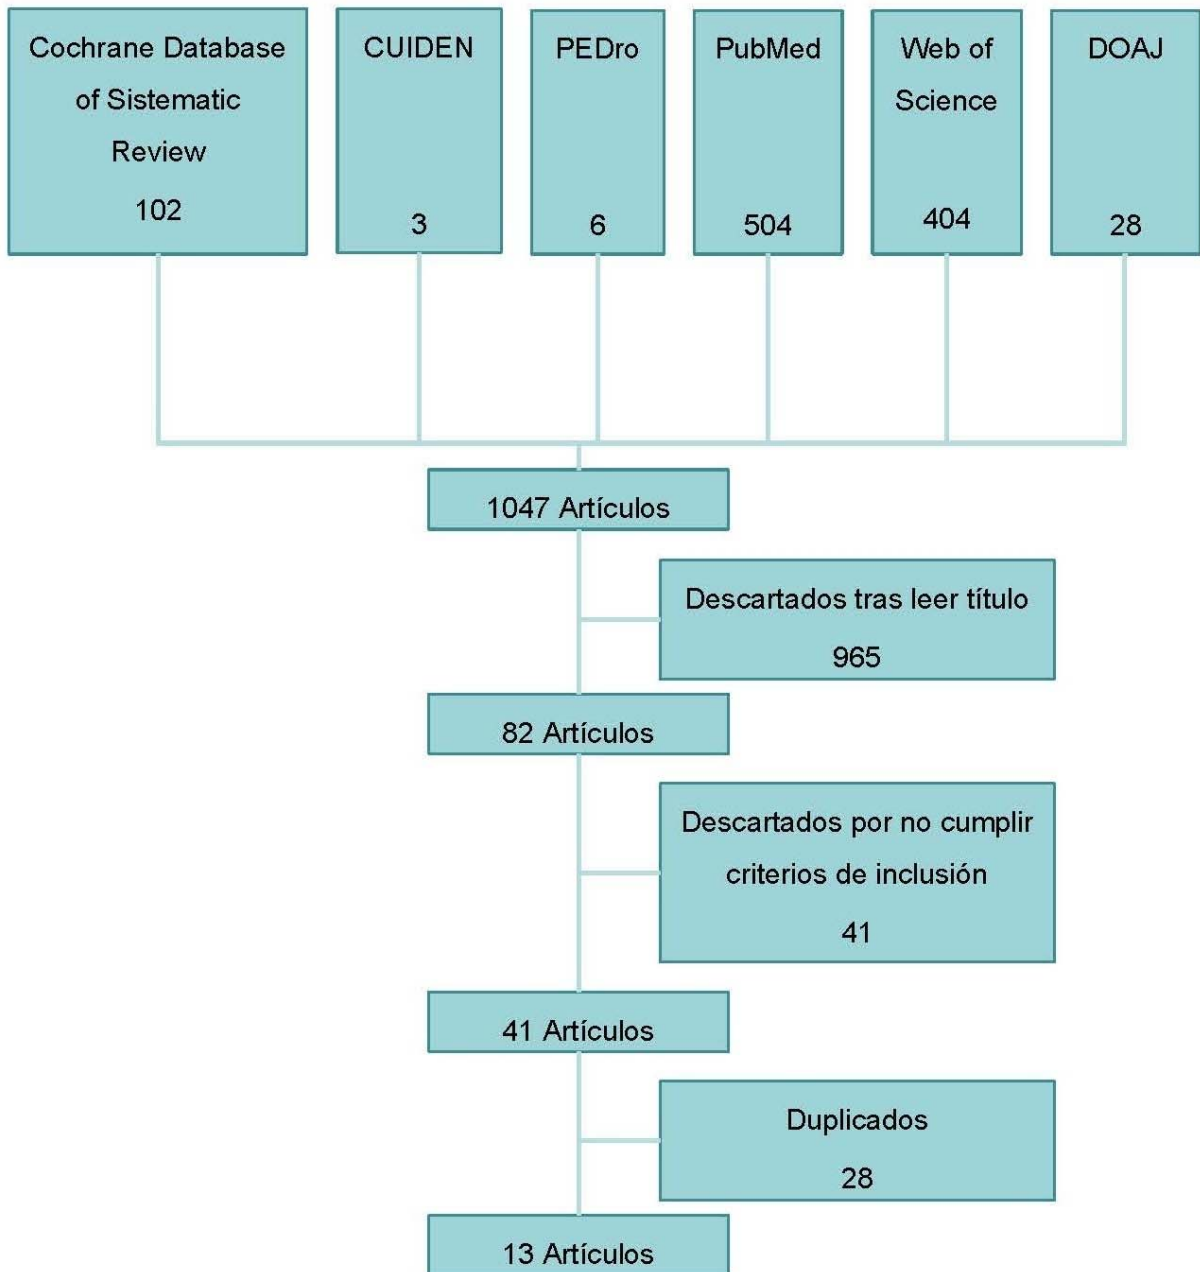 Cochrane Database
of Sistematic
Review
102
CUIDEN
3
PEDro
6
PubMed
504
Web of
Science
404
DOAJ
28
1047 Artículos
Descartados tras leer título
965
82 Artículos
Descartados por no cumplir
criterios de inclusión
41
41 Artículos
Duplicados
28
13 Artículos